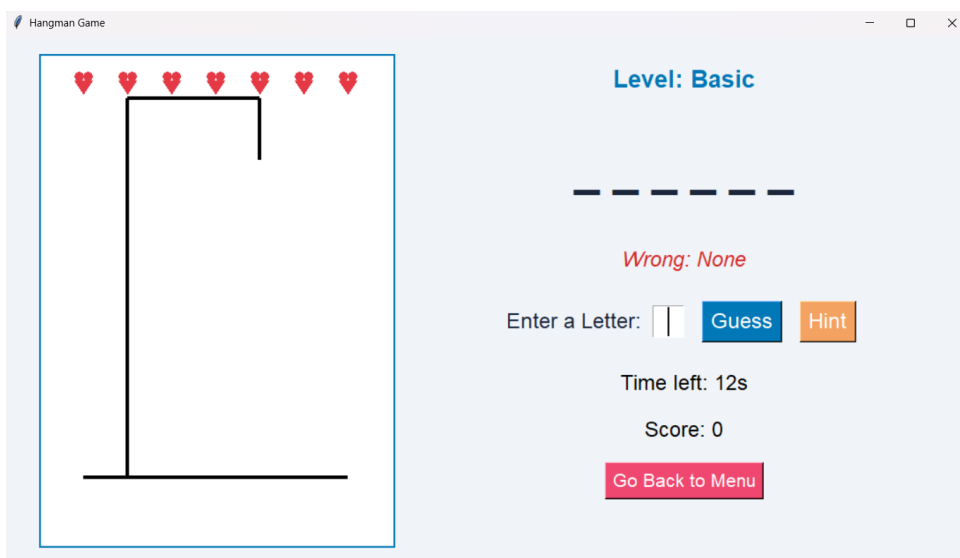 Hangman Game
Level: Basic
_ _ _ _ _ _
Wrong: None
Enter a Letter: Guess Hint
Time left: 12s
Score: 0
Go Back to Menu